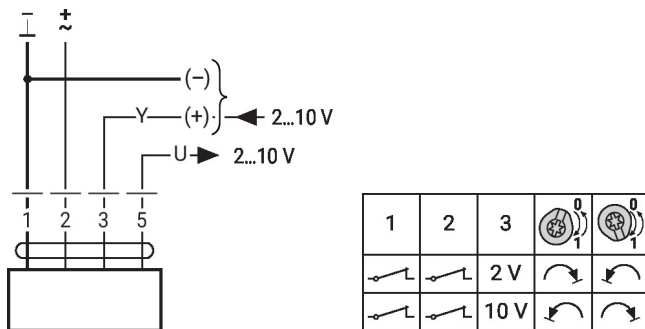 – +
⊥ ~
(–)
Y (+) 2...10 V
U 2...10 V
1 2 3 5
1 2 3 0 1 0 1
2 V
10 V